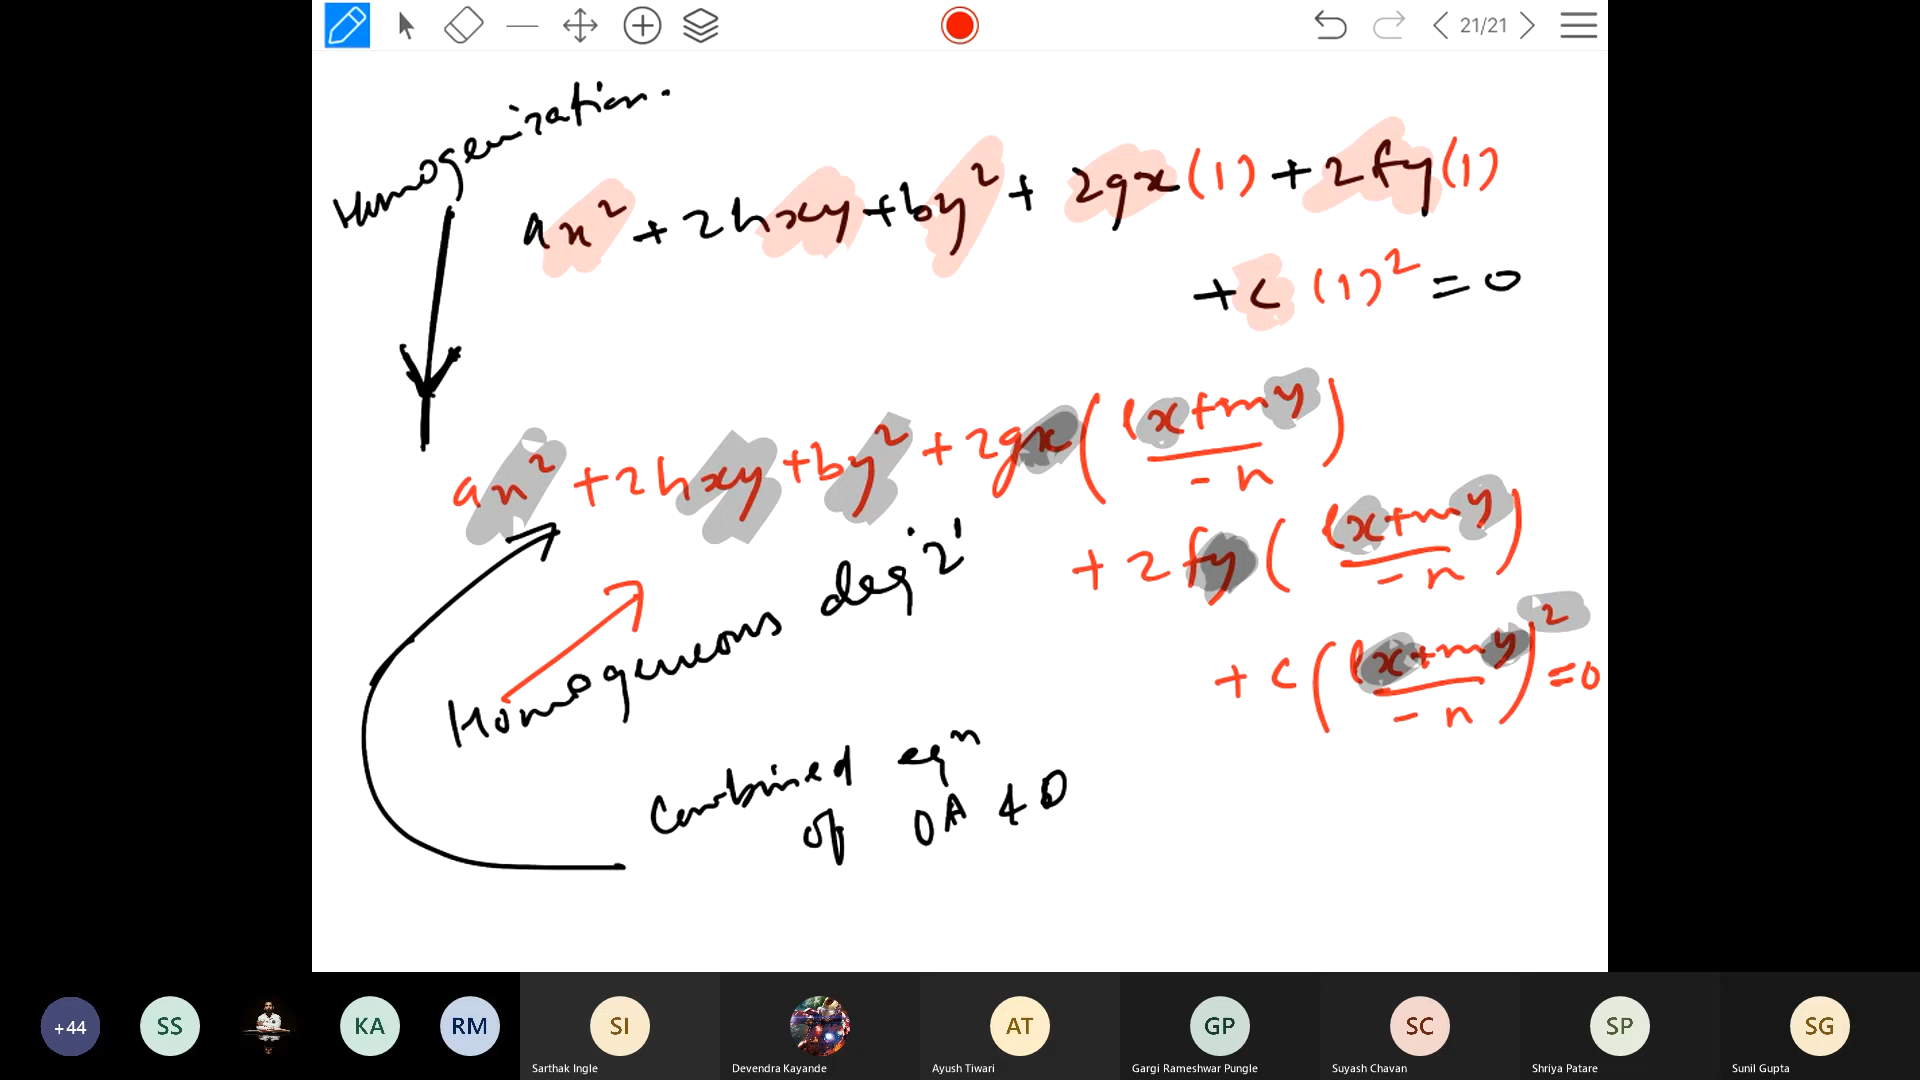 21/21
Homogenization.
ax² + 2hxy + by² + 2gx(1) + 2fy(1)
+ c (1)² = 0
ax² + 2hxy + by² + 2gx((lx+my)/-n)
+ 2fy((lx+my)/-n)
+ c((lx+my)/-n)² = 0
Homogeneous deg '2'
Combined eqⁿ
of OA & O
+44
SS
KA
RM
SI
AT
GP
SC
SP
SG
Sarthak Ingle
Devendra Kayande
Ayush Tiwari
Gargi Rameshwar Pungle
Suyash Chavan
Shriya Patare
Sunil Gupta